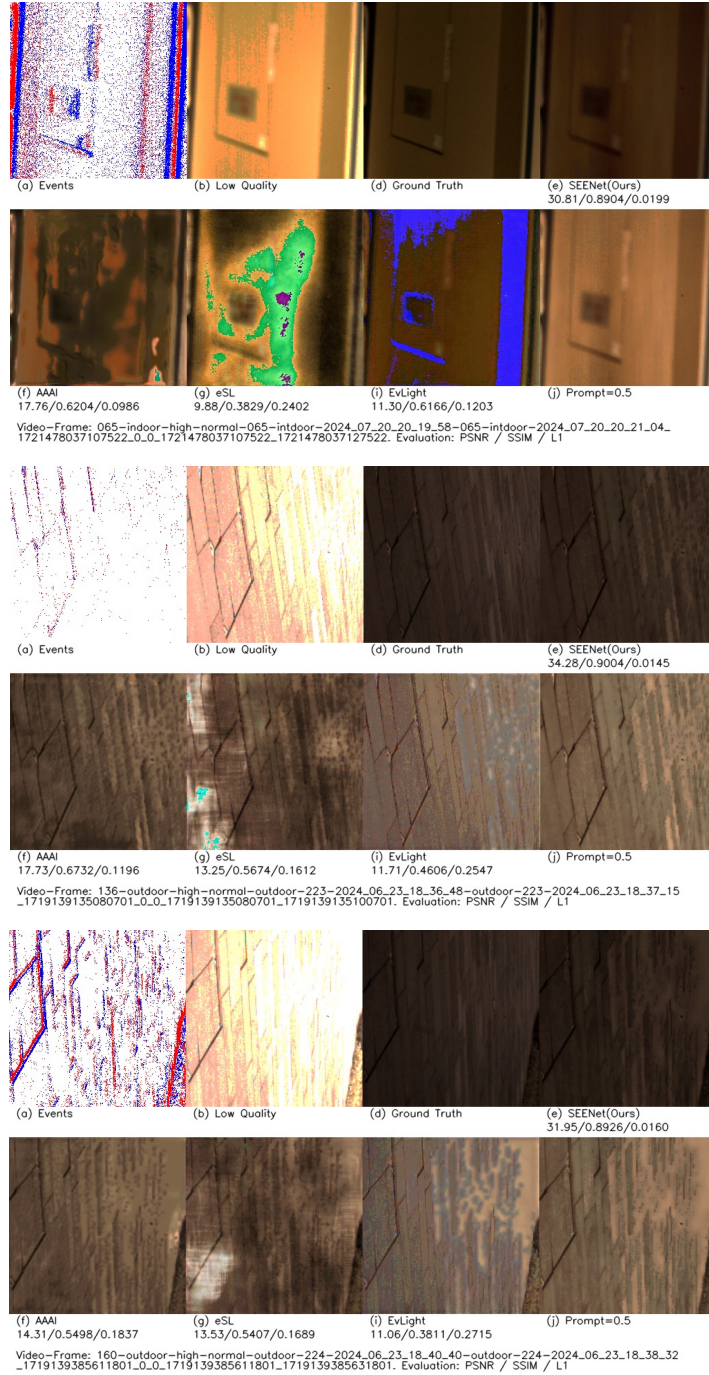 (a) Events
(b) Low Quality
(d) Ground Truth
(e) SEENet(Ours)
30.81/0.8904/0.0199
(f) AAAI
17.76/0.6204/0.0986
(g) eSL
9.88/0.3829/0.2402
(i) EvLight
11.30/0.6166/0.1203
(j) Prompt=0.5
Video-Frame: 065-indoor-high-normal-065-intdoor-2024_07_20_20_19_58-065-intdoor-2024_07_20_20_21_04_
1721478037107522_0_0_1721478037107522_1721478037127522. Evaluation: PSNR / SSIM / L1
(a) Events
(b) Low Quality
(d) Ground Truth
(e) SEENet(Ours)
34.28/0.9004/0.0145
(f) AAAI
17.73/0.6732/0.1196
(g) eSL
13.25/0.5674/0.1612
(i) EvLight
11.71/0.4606/0.2547
(j) Prompt=0.5
Video-Frame: 136-outdoor-high-normal-outdoor-223-2024_06_23_18_36_48-outdoor-223-2024_06_23_18_37_15
_1719139135080701_0_0_1719139135080701_1719139135100701. Evaluation: PSNR / SSIM / L1
(a) Events
(b) Low Quality
(d) Ground Truth
(e) SEENet(Ours)
31.95/0.8926/0.0160
(f) AAAI
14.31/0.5498/0.1837
(g) eSL
13.53/0.5407/0.1689
(i) EvLight
11.06/0.3811/0.2715
(j) Prompt=0.5
Video-Frame: 160-outdoor-high-normal-outdoor-224-2024_06_23_18_40_40-outdoor-224-2024_06_23_18_38_32
_1719139385611801_0_0_1719139385611801_1719139385631801. Evaluation: PSNR / SSIM / L1